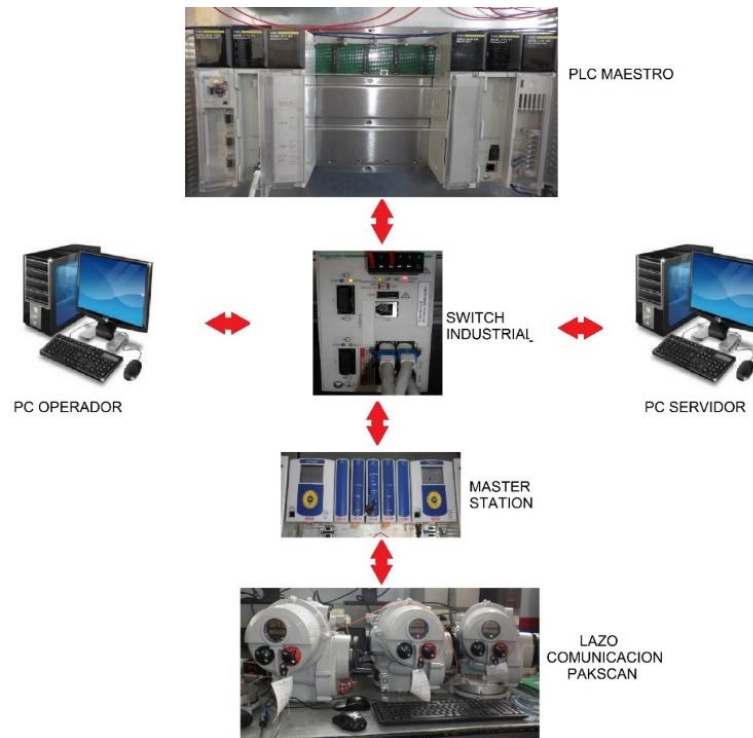 PLC MAESTRO
SWITCH
INDUSTRIAL
PC OPERADOR
PC SERVIDOR
MASTER
STATION
LAZO
COMUNICACION
PAKSCAN